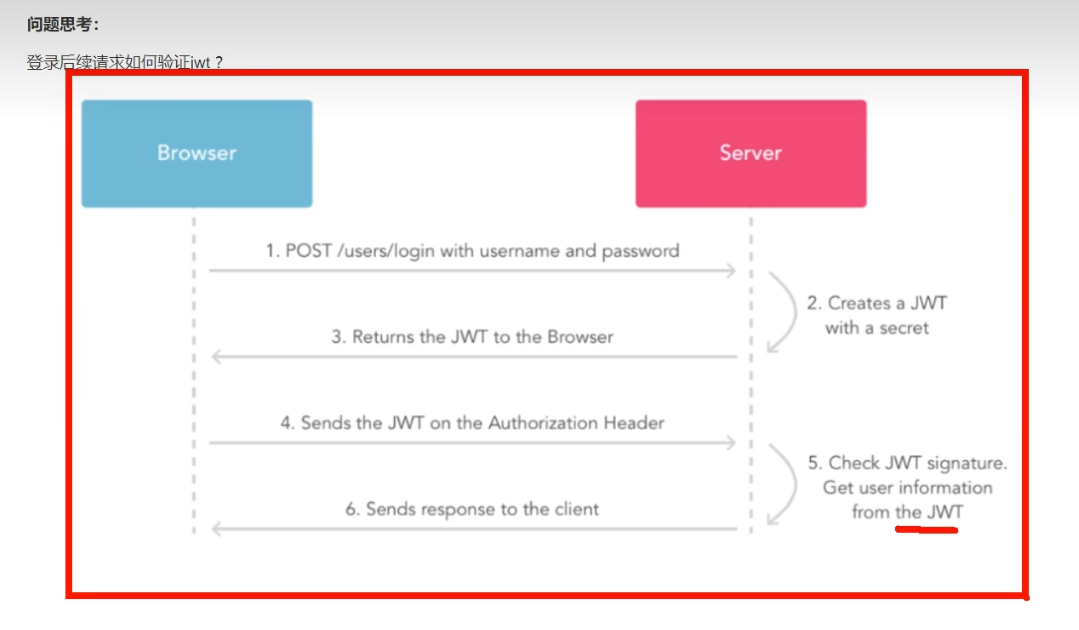 问题思考：
登录后续请求如何验证jwt？
Browser
Server
1. POST /users/login with username and password
2. Creates a JWT
with a secret
3. Returns the JWT to the Browser
4. Sends the JWT on the Authorization Header
5. Check JWT signature.
Get user information
from the JWT
6. Sends response to the client